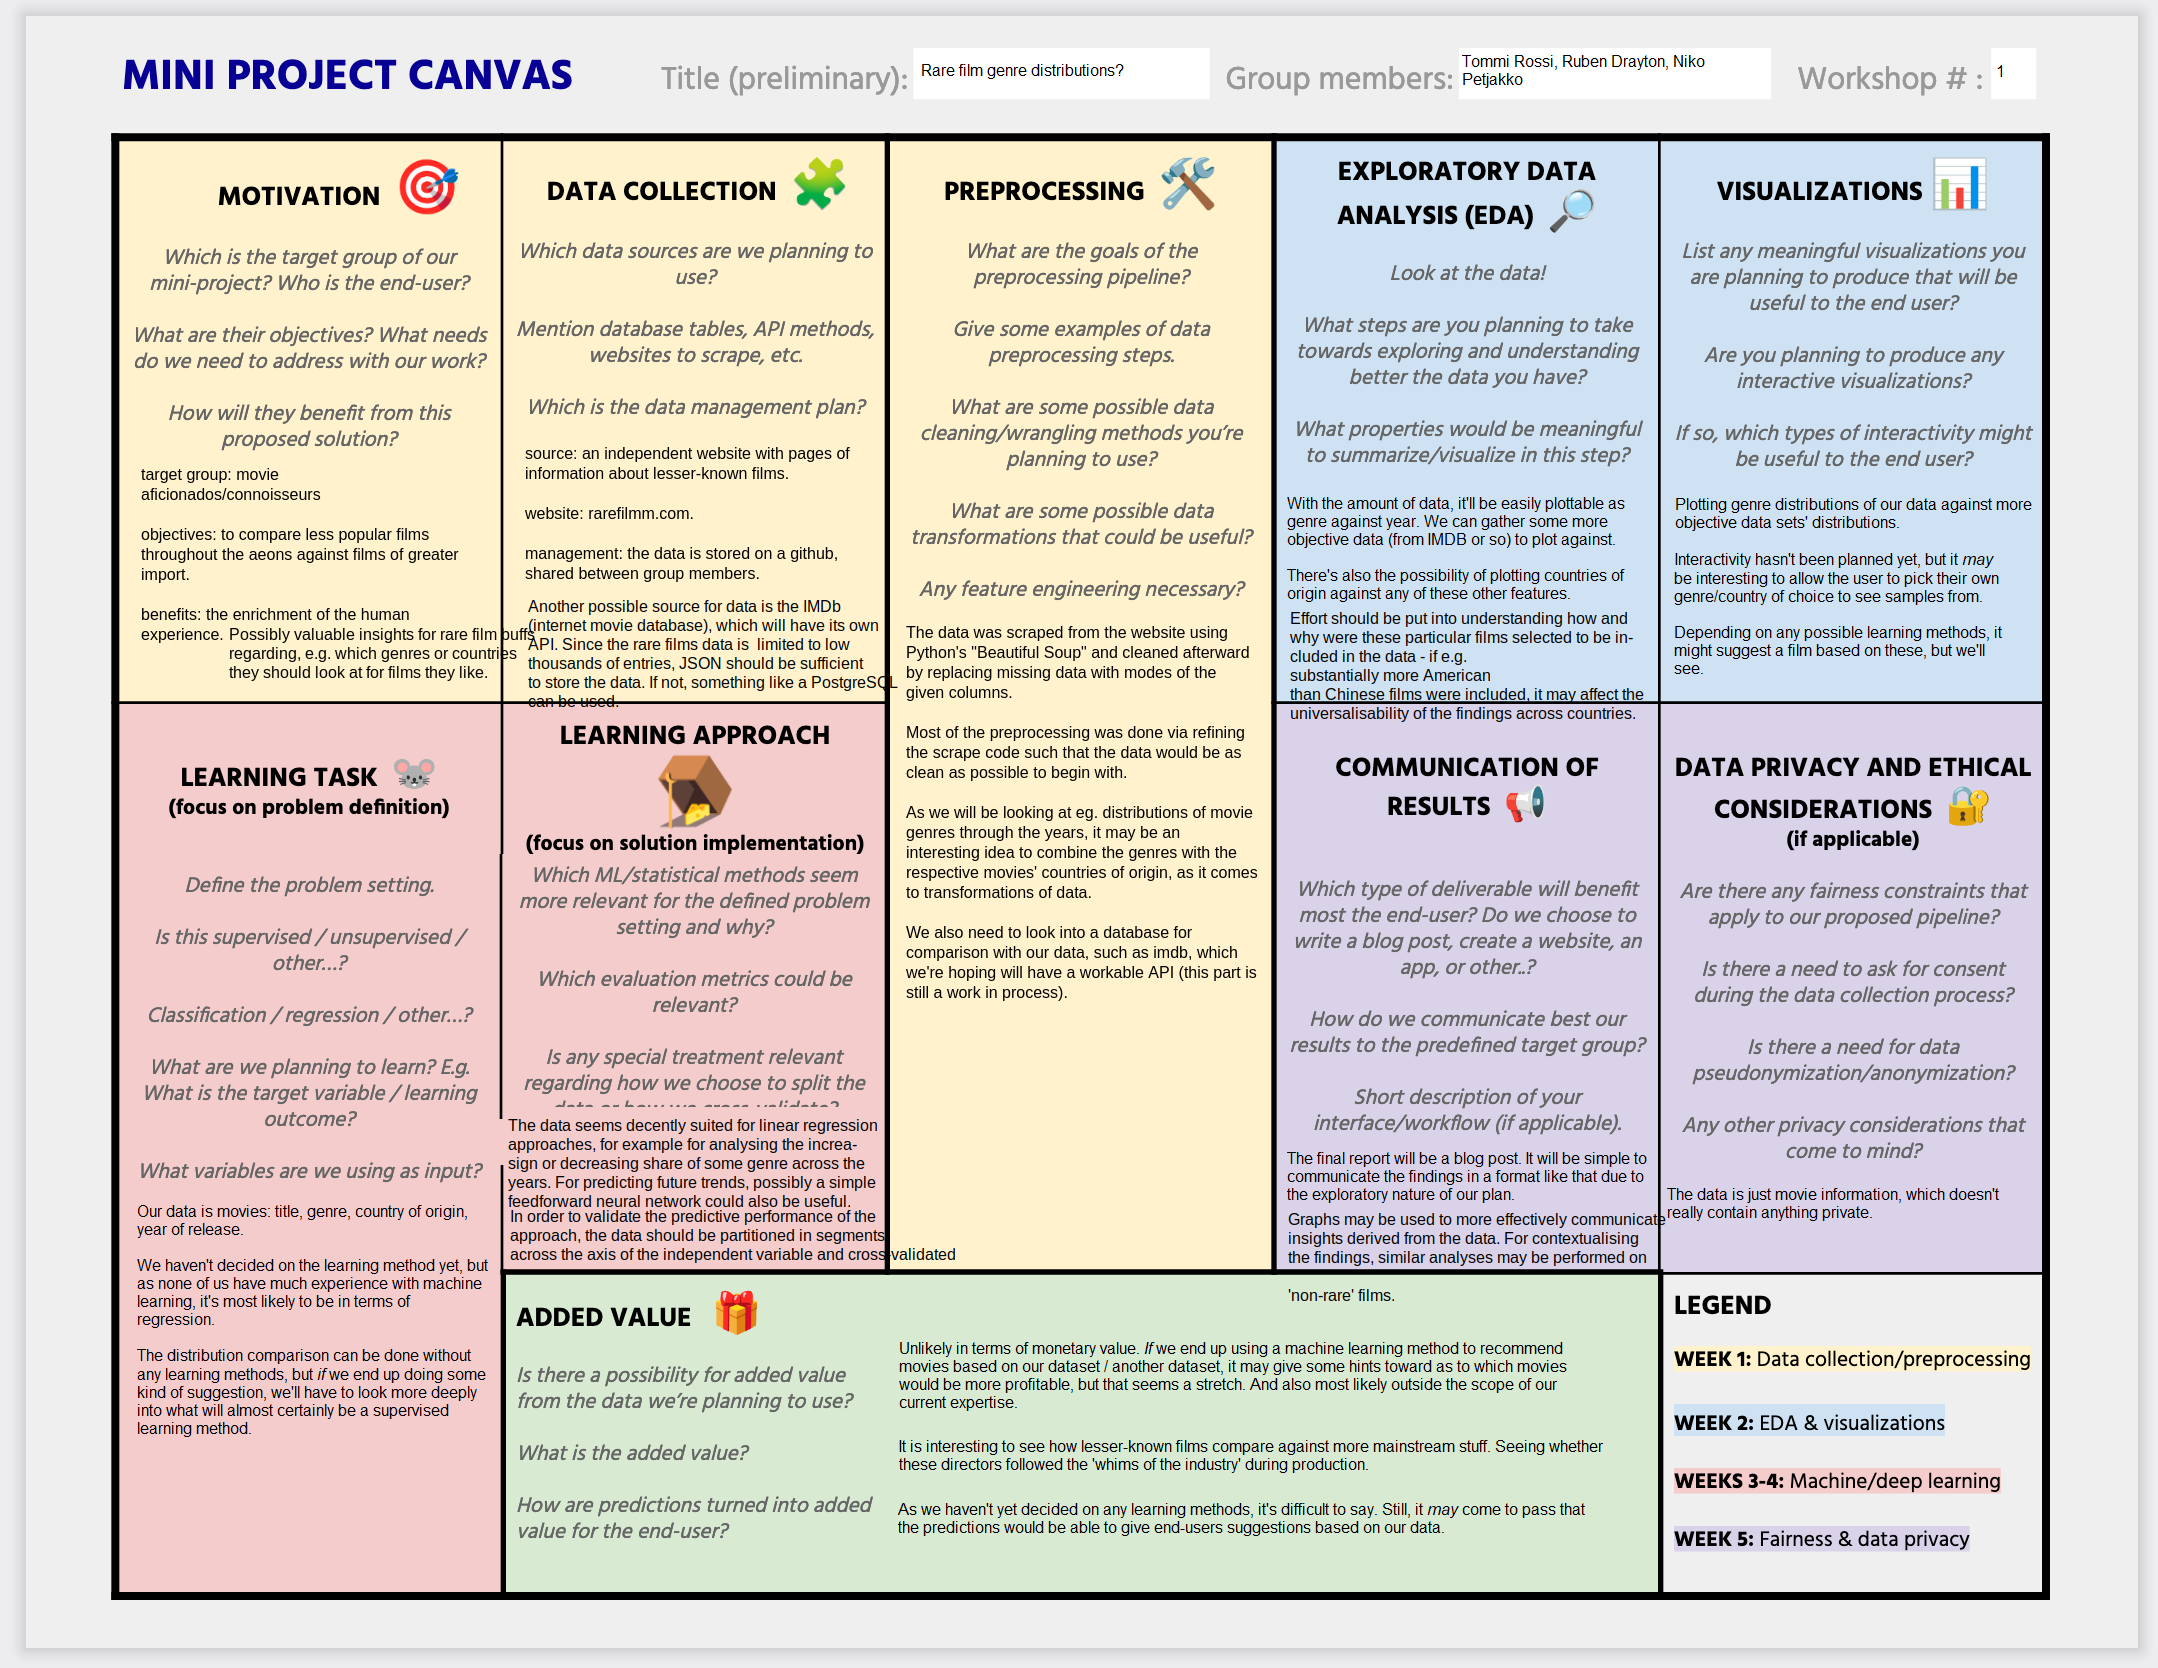 MINI PROJECT CANVAS
Title (preliminary):
Rare film genre distributions?
Group members:
Tommi Rossi, Ruben Drayton, Niko
Petjakko
Workshop # :
1
MOTIVATION
Which is the target group of our
mini-project? Who is the end-user?
What are their objectives? What needs
do we need to address with our work?
How will they benefit from this
proposed solution?
target group: movie
aficionados/connoisseurs
objectives: to compare less popular films
throughout the aeons against films of greater
import.
benefits: the enrichment of the human
experience. Possibly valuable insights for rare film buffs
regarding, e.g. which genres or countries
they should look at for films they like.
DATA COLLECTION
Which data sources are we planning to
use?
Mention database tables, API methods,
websites to scrape, etc.
Which is the data management plan?
source: an independent website with pages of
information about lesser-known films.
website: rarefilmm.com.
management: the data is stored on a github,
shared between group members.
Another possible source for data is the IMDb
(internet movie database), which will have its own
API. Since the rare films data is  limited to low
thousands of entries, JSON should be sufficient
to store the data. If not, something like a PostgreSQL
can be used.
PREPROCESSING
What are the goals of the
preprocessing pipeline?
Give some examples of data
preprocessing steps.
What are some possible data
cleaning/wrangling methods you're
planning to use?
What are some possible data
transformations that could be useful?
Any feature engineering necessary?
The data was scraped from the website using
Python's "Beautiful Soup" and cleaned afterward
by replacing missing data with modes of the
given columns.
Most of the preprocessing was done via refining
the scrape code such that the data would be as
clean as possible to begin with.
As we will be looking at eg. distributions of movie
genres through the years, it may be an
interesting idea to combine the genres with the
respective movies' countries of origin, as it comes
to transformations of data.
We also need to look into a database for
comparison with our data, such as imdb, which
we're hoping will have a workable API (this part is
still a work in process).
EXPLORATORY DATA
ANALYSIS (EDA)
Look at the data!
What steps are you planning to take
towards exploring and understanding
better the data you have?
What properties would be meaningful
to summarize/visualize in this step?
With the amount of data, it'll be easily plottable as
genre against year. We can gather some more
objective data (from IMDB or so) to plot against.
There's also the possibility of plotting countries of
origin against any of these other features.
Effort should be put into understanding how and
why were these particular films selected to be in-
cluded in the data - if e.g.
substantially more American
than Chinese films were included, it may affect the
universalisability of the findings across countries.
VISUALIZATIONS
List any meaningful visualizations you
are planning to produce that will be
useful to the end user?
Are you planning to produce any
interactive visualizations?
If so, which types of interactivity might
be useful to the end user?
Plotting genre distributions of our data against more
objective data sets' distributions.
Interactivity hasn't been planned yet, but it may
be interesting to allow the user to pick their own
genre/country of choice to see samples from.
Depending on any possible learning methods, it
might suggest a film based on these, but we'll
see.
LEARNING TASK
(focus on problem definition)
Define the problem setting.
Is this supervised / unsupervised /
other...?
Classification / regression / other...?
What are we planning to learn? E.g.
What is the target variable / learning
outcome?
What variables are we using as input?
Our data is movies: title, genre, country of origin,
year of release.
We haven't decided on the learning method yet, but
as none of us have much experience with machine
learning, it's most likely to be in terms of
regression.
The distribution comparison can be done without
any learning methods, but if we end up doing some
kind of suggestion, we'll have to look more deeply
into what will almost certainly be a supervised
learning method.
LEARNING APPROACH
(focus on solution implementation)
Which ML/statistical methods seem
more relevant for the defined problem
setting and why?
Which evaluation metrics could be
relevant?
Is any special treatment relevant
regarding how we choose to split the
data or how we cross-validate?
The data seems decently suited for linear regression
approaches, for example for analysing the increa-
sign or decreasing share of some genre across the
years. For predicting future trends, possibly a simple
feedforward neural network could also be useful.
In order to validate the predictive performance of the
approach, the data should be partitioned in segments
across the axis of the independent variable and cross-validated
COMMUNICATION OF
RESULTS
Which type of deliverable will benefit
most the end-user? Do we choose to
write a blog post, create a website, an
app, or other..?
How do we communicate best our
results to the predefined target group?
Short description of your
interface/workflow (if applicable).
The final report will be a blog post. It will be simple to
communicate the findings in a format like that due to
the exploratory nature of our plan.
Graphs may be used to more effectively communicate
insights derived from the data. For contextualising
the findings, similar analyses may be performed on
'non-rare' films.
DATA PRIVACY AND ETHICAL
CONSIDERATIONS
(if applicable)
Are there any fairness constraints that
apply to our proposed pipeline?
Is there a need to ask for consent
during the data collection process?
Is there a need for data
pseudonymization/anonymization?
Any other privacy considerations that
come to mind?
The data is just movie information, which doesn't
really contain anything private.
ADDED VALUE
Is there a possibility for added value
from the data we're planning to use?
What is the added value?
How are predictions turned into added
value for the end-user?
Unlikely in terms of monetary value. If we end up using a machine learning method to recommend
movies based on our dataset / another dataset, it may give some hints toward as to which movies
would be more profitable, but that seems a stretch. And also most likely outside the scope of our
current expertise.
It is interesting to see how lesser-known films compare against more mainstream stuff. Seeing whether
these directors followed the 'whims of the industry' during production.
As we haven't yet decided on any learning methods, it's difficult to say. Still, it may come to pass that
the predictions would be able to give end-users suggestions based on our data.
LEGEND
WEEK 1: Data collection/preprocessing
WEEK 2: EDA & visualizations
WEEKS 3-4: Machine/deep learning
WEEK 5: Fairness & data privacy